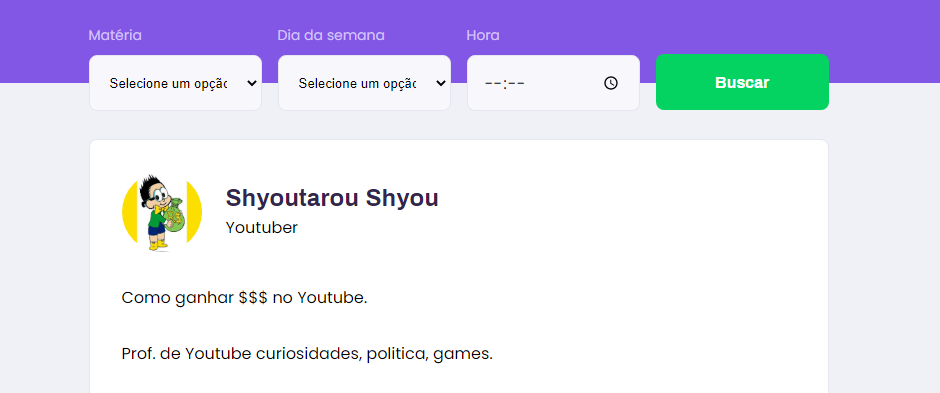 Matéria
Dia da semana
Hora
Selecione um opçã
Selecione um opçã
--:--
Buscar
Shyoutarou Shyou
Youtuber
Como ganhar $$$ no Youtube.
Prof. de Youtube curiosidades, politica, games.